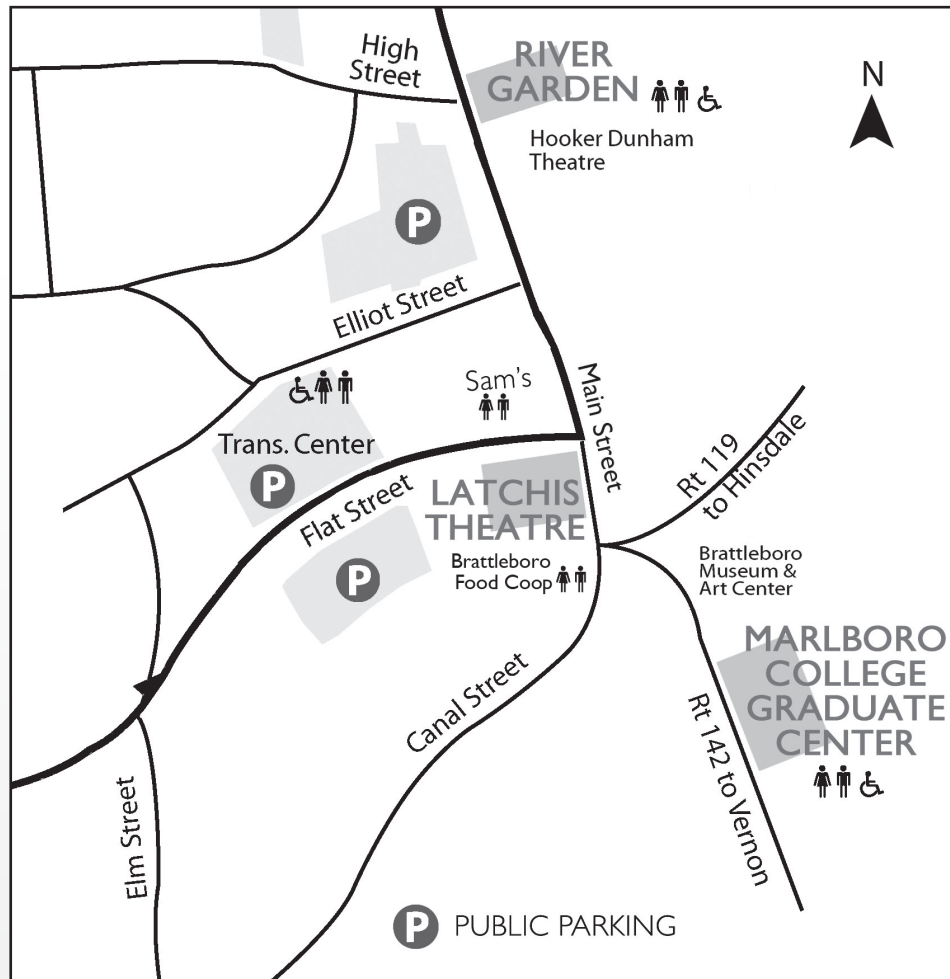 High
Street
RIVER
GARDEN
N
Hooker Dunham
Theatre
P
Elliot Street
Sam's
Main Street
Trans. Center
P
Flat Street
Rt 119
to Hinsdale
LATCHIS
THEATRE
P
Brattleboro
Food Coop
Brattleboro
Museum &
Art Center
MARLBORO
COLLEGE
GRADUATE
CENTER
Canal Street
Rt 142 to Vernon
Elm Street
P PUBLIC PARKING